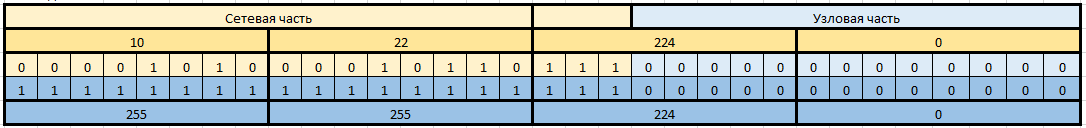 Сетевая часть Узловая часть
10 22 224 0
0 0 0 0 1 0 1 0 0 0 0 1 0 1 1 0 1 1 1 0 0 0 0 0 0 0 0 0 0 0 0 0
1 1 1 1 1 1 1 1 1 1 1 1 1 1 1 1 1 1 1 0 0 0 0 0 0 0 0 0 0 0 0 0
255 255 224 0